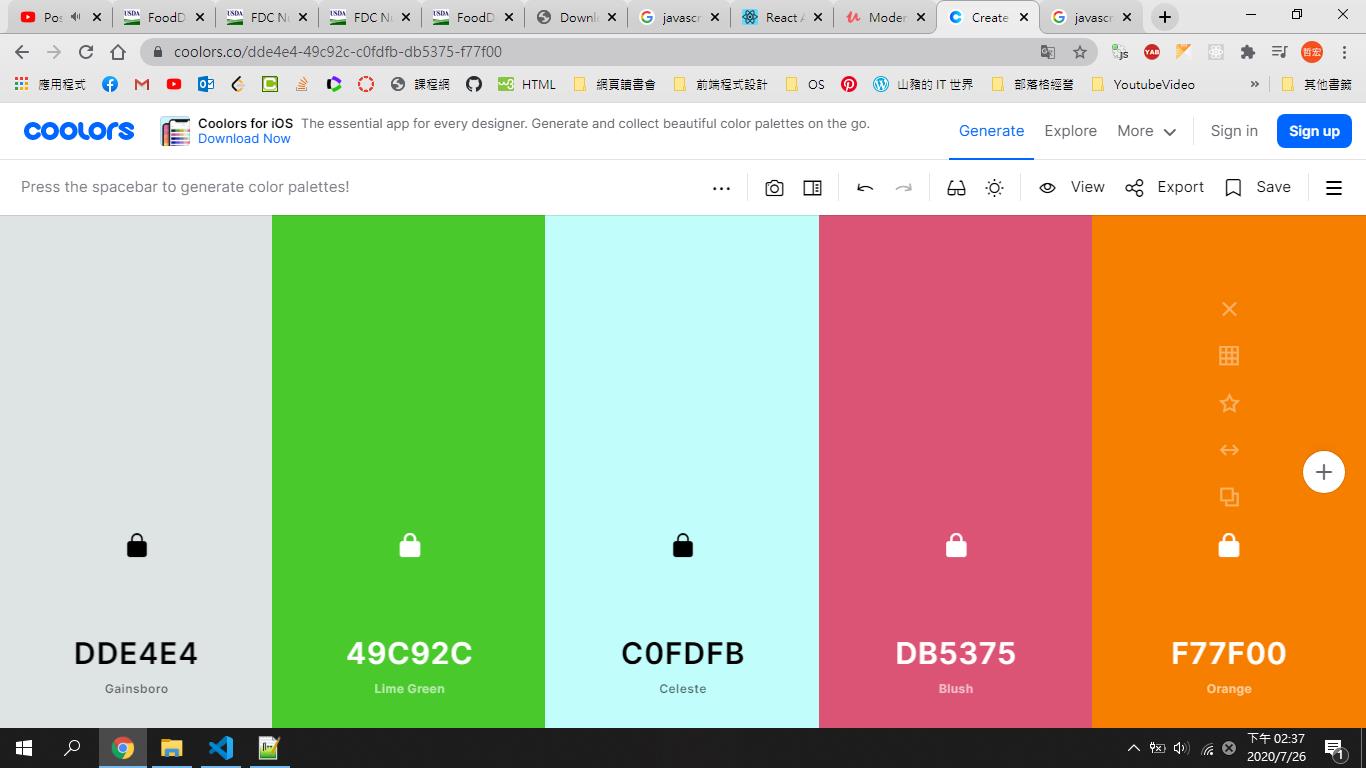 Pos
FoodD
FDC Nu
FDC Nu
FoodD
Downl
javascr
React A
Moder
Create
javascr
coolors.co/dde4e4-49c92c-c0fdfb-db5375-f77f00
YAB
哲宏
應用程式
課程網
HTML
網頁讀書會
前端程式設計
OS
山豬的 IT 世界
部落格經營
YoutubeVideo
»
其他書籤
coolors
Coolors for iOS The essential app for every designer. Generate and collect beautiful color palettes on the go.
Download Now
Generate
Explore
More
Sign in
Sign up
Press the spacebar to generate color palettes!
View
Export
Save
DDE4E4
Gainsboro
49C92C
Lime Green
C0FDFB
Celeste
DB5375
Blush
F77F00
Orange
下午 02:37
2020/7/26
1